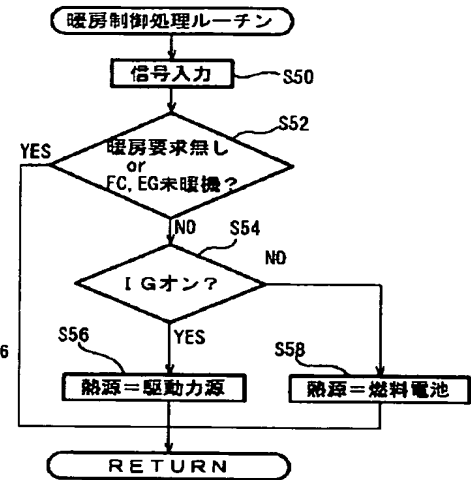 暖房制御処理ルーチン
信号入力
S50
S52
YES
暖房要求無し
or
FC,EG未暖機？
NO
S54
NO
IGオン？
YES
S56
S58
6
熱源＝駆動力源
熱源＝燃料電池
RETURN